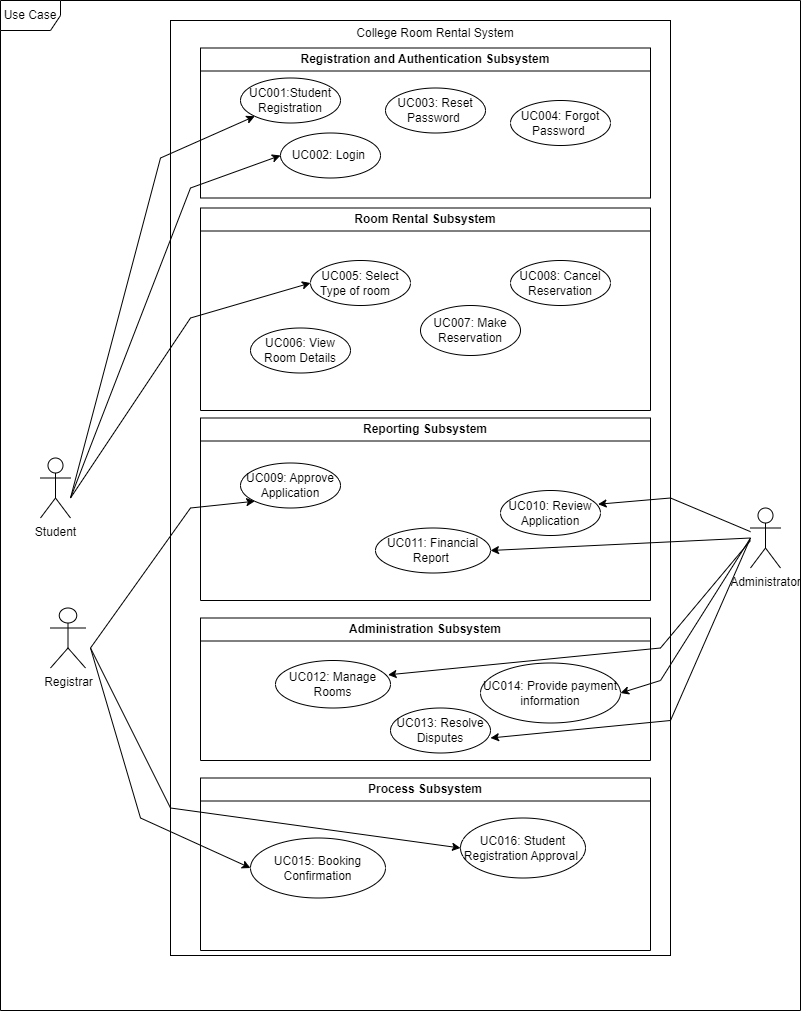 Use Case
College Room Rental System
Registration and Authentication Subsystem
UC001:Student
Registration
UC003: Reset
Password
UC004: Forgot
Password
UC002: Login
Room Rental Subsystem
UC005: Select
Type of room
UC008: Cancel
Reservation
UC007: Make
Reservation
UC006: View
Room Details
Reporting Subsystem
UC009: Approve
Application
UC010: Review
Application
UC011: Financial
Report
Student
Administrator
Registrar
Administration Subsystem
UC012: Manage
Rooms
UC014: Provide payment
information
UC013: Resolve
Disputes
Process Subsystem
UC016: Student
Registration Approval
UC015: Booking
Confirmation